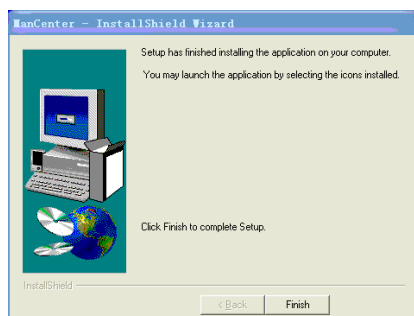 LanCenter - InstallShield Wizard
Setup has finished installing the application on your computer.
You may launch the application by selecting the icons installed.
Click Finish to complete Setup.
InstallShield
< Back
Finish